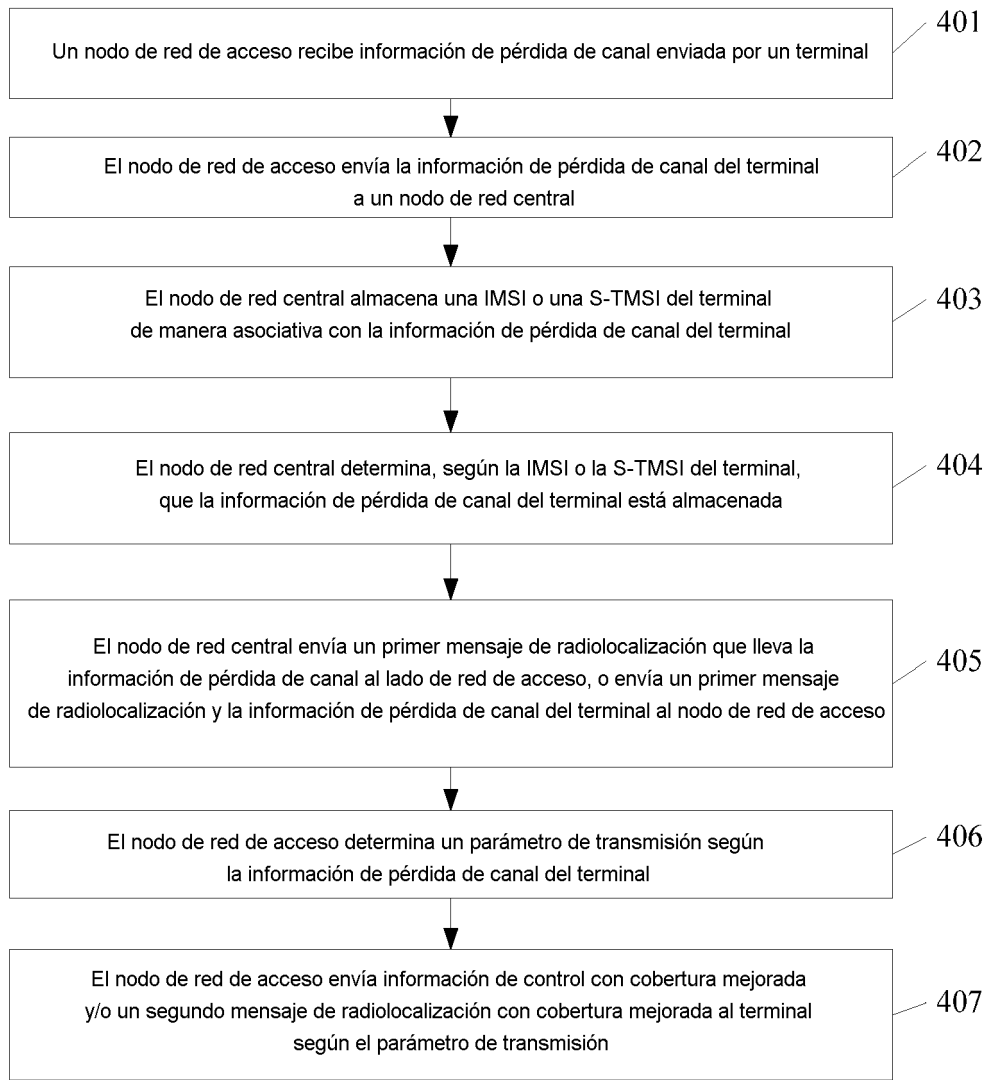 Un nodo de red de acceso recibe información de pérdida de canal enviada por un terminal
401
El nodo de red de acceso envía la información de pérdida de canal del terminal
a un nodo de red central
402
El nodo de red central almacena una IMSI o una S-TMSI del terminal
de manera asociativa con la información de pérdida de canal del terminal
403
El nodo de red central determina, según la IMSI o la S-TMSI del terminal,
que la información de pérdida de canal del terminal está almacenada
404
El nodo de red central envía un primer mensaje de radiolocalización que lleva la
información de pérdida de canal al lado de red de acceso, o envía un primer mensaje
de radiolocalización y la información de pérdida de canal del terminal al nodo de red de acceso
405
El nodo de red de acceso determina un parámetro de transmisión según
la información de pérdida de canal del terminal
406
El nodo de red de acceso envía información de control con cobertura mejorada
y/o un segundo mensaje de radiolocalización con cobertura mejorada al terminal
según el parámetro de transmisión
407